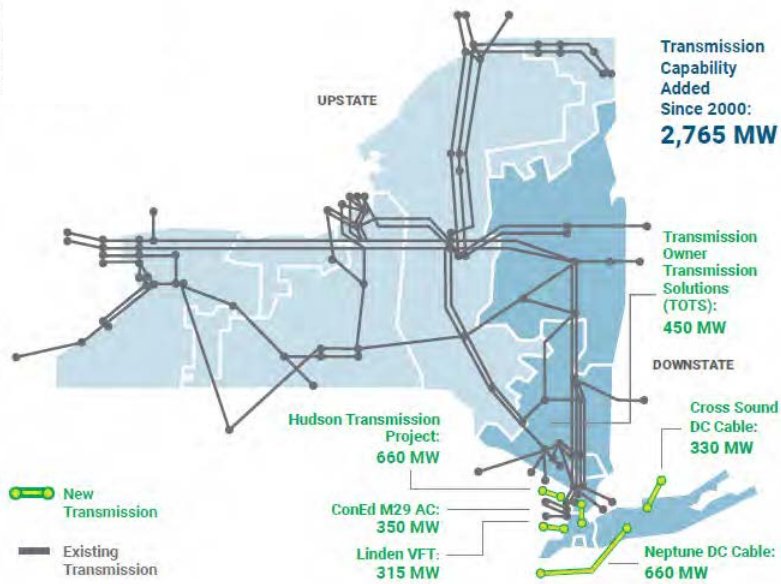 UPSTATE
Transmission
Capability
Added
Since 2000:
2,765 MW
Transmission
Owner
Transmission
Solutions
(TOTS):
450 MW
DOWNSTATE
Cross Sound
DC Cable:
330 MW
Hudson Transmission
Project:
660 MW
ConEd M29 AC:
350 MW
Linden VFT:
315 MW
Neptune DC Cable:
660 MW
New
Transmission
Existing
Transmission